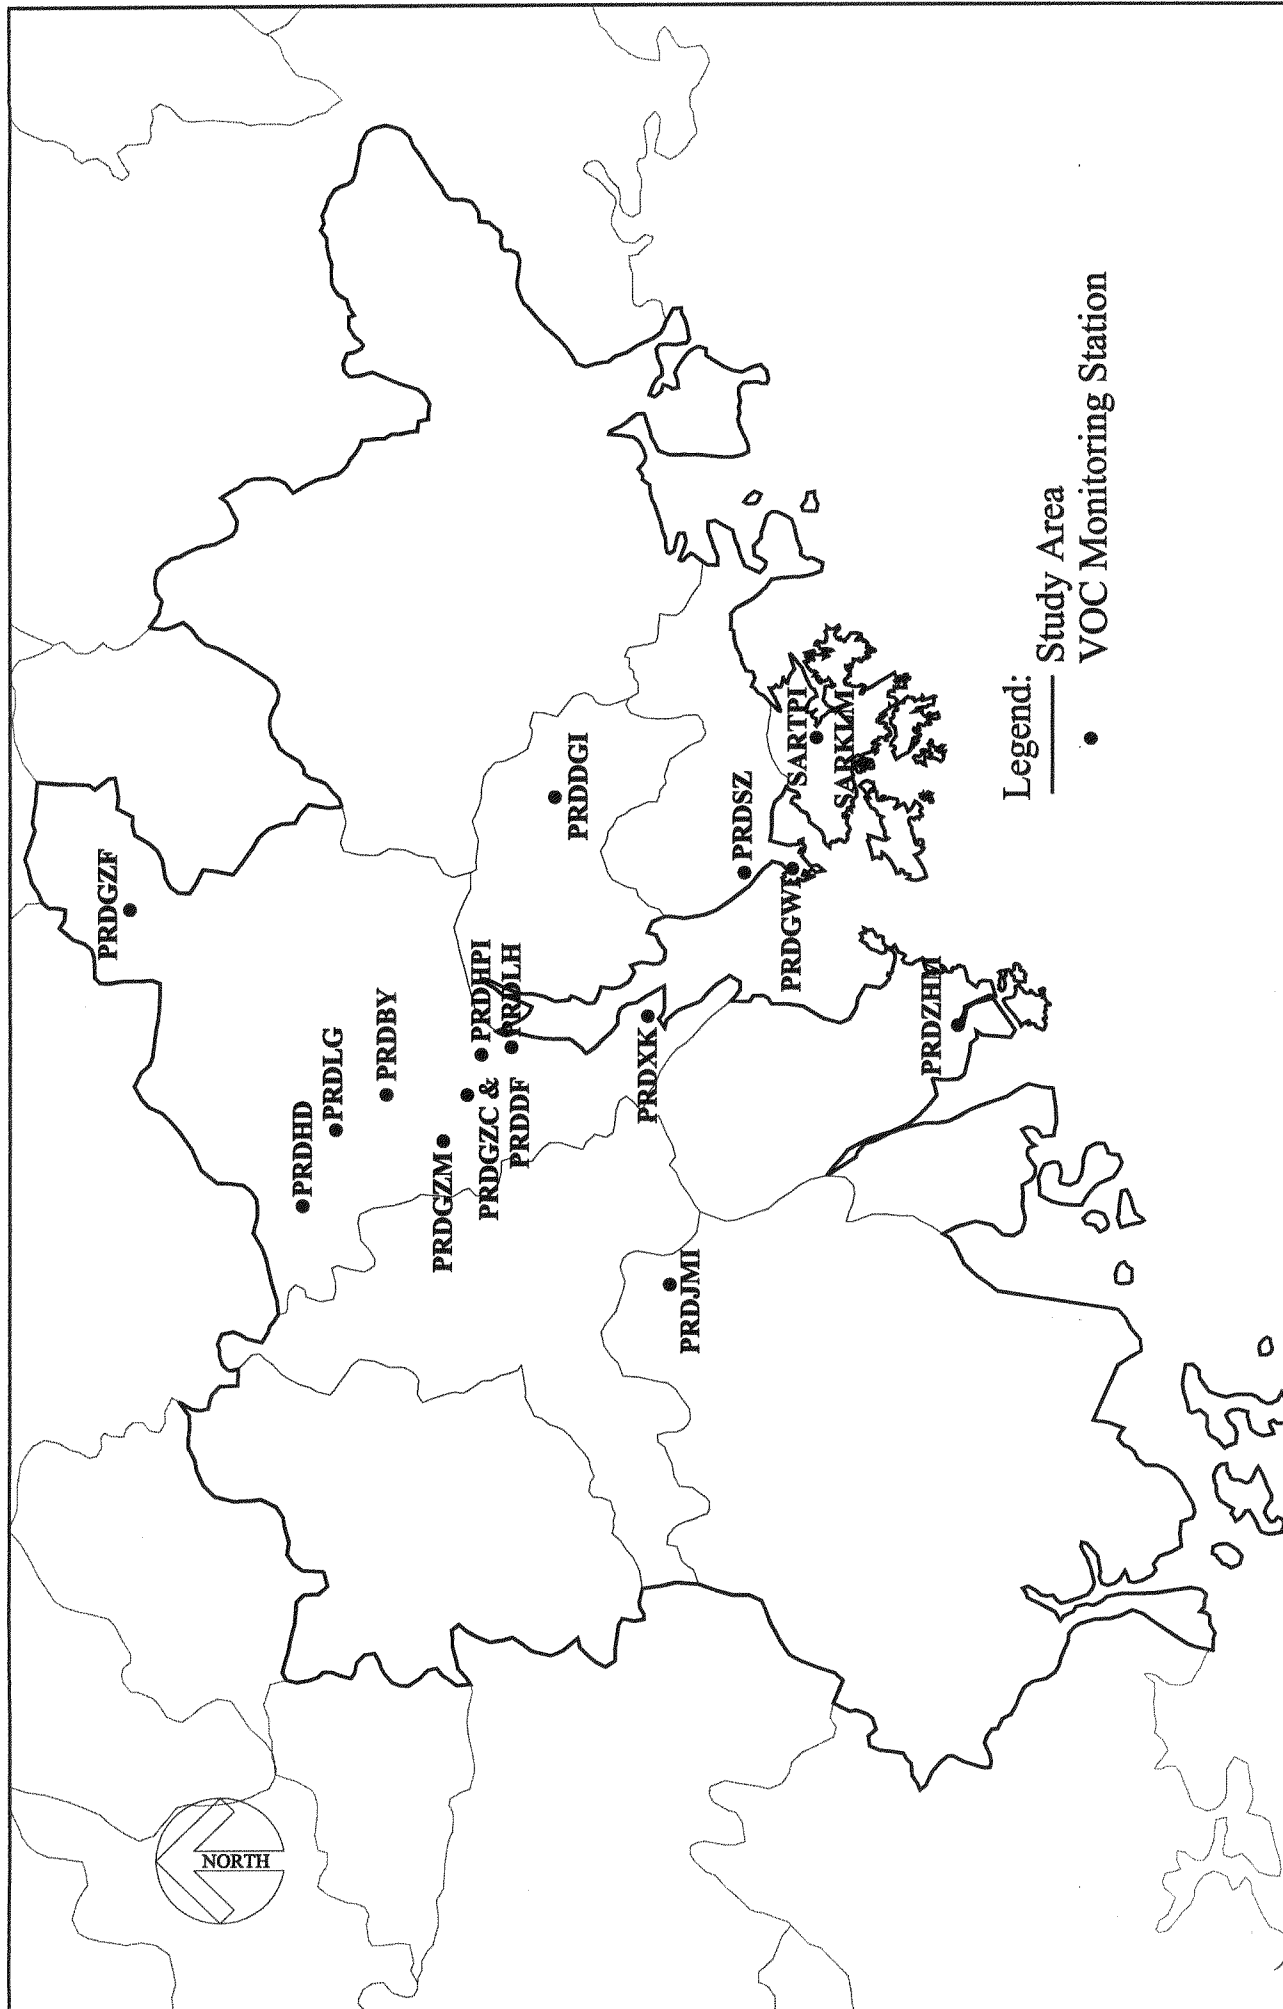 PRDGZF
PRDHD
PRDLG
PRDBY
PRDGZM
PRDGZC &
PRDDF
PRDHPI
PRDLH
PRDDGI
PRDXK
PRDJMI
PRDSZ
PRDGWI
SARTPI
SARKLM
PRDZHM
NORTH
Legend:
Study Area
VOC Monitoring Station